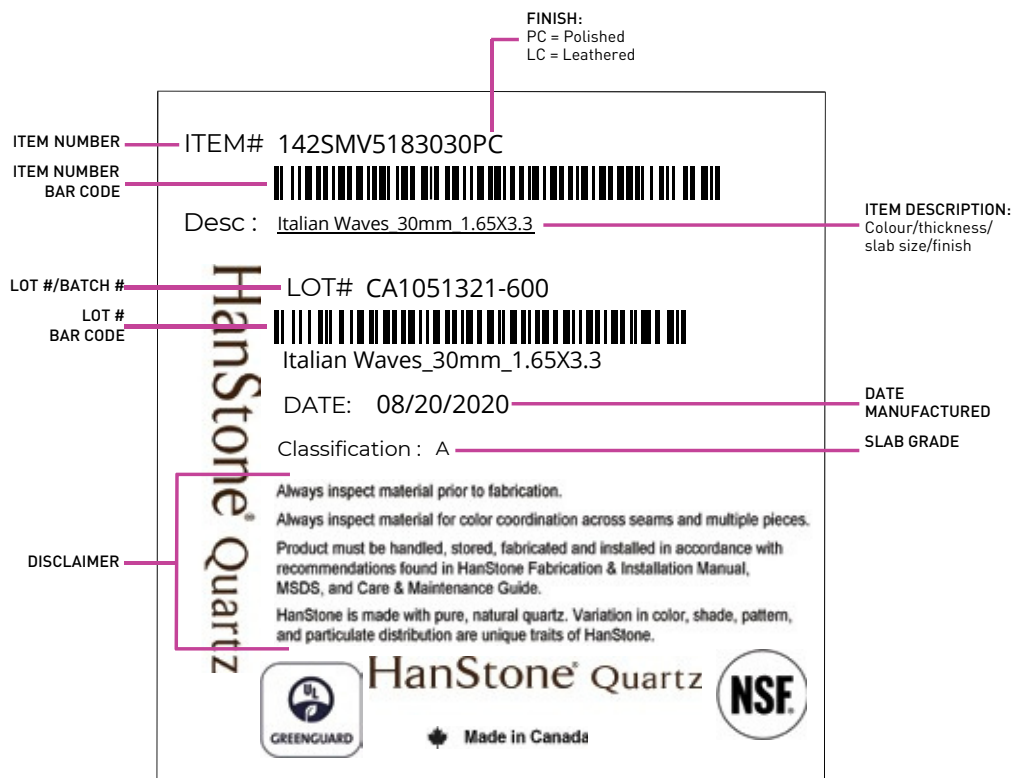 FINISH:
PC = Polished
LC = Leathered
ITEM NUMBER
ITEM# 142SMV5183030PC
ITEM NUMBER
BAR CODE
Desc : Italian Waves_30mm_1.65X3.3
ITEM DESCRIPTION:
Colour/thickness/
slab size/finish
LOT #/BATCH #
LOT# CA1051321-600
LOT #
BAR CODE
Italian Waves_30mm_1.65X3.3
DATE: 08/20/2020
DATE
MANUFACTURED
Classification : A
SLAB GRADE
HanStone® Quartz
DISCLAIMER
Always inspect material prior to fabrication.
Always inspect material for color coordination across seams and multiple pieces.
Product must be handled, stored, fabricated and installed in accordance with
recommendations found in HanStone Fabrication & Installation Manual,
MSDS, and Care & Maintenance Guide.
HanStone is made with pure, natural quartz. Variation in color, shade, pattern,
and particulate distribution are unique traits of HanStone.
HanStone® Quartz
UL
GREENGUARD
NSF.
Made in Canada